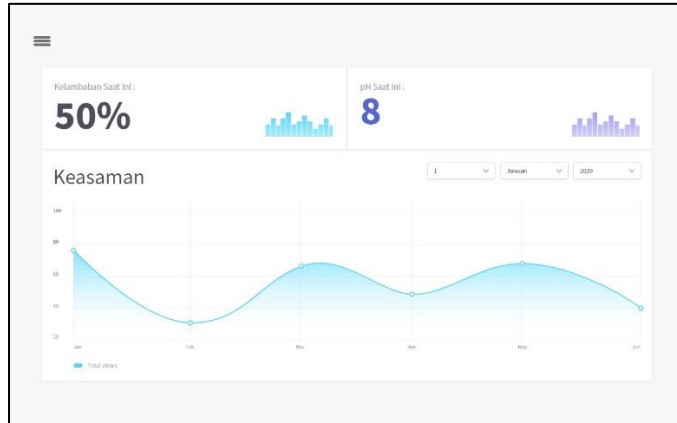 Kelambaban Saat Ini :
50%
pH Saat Ini :
8
Keasaman
1
Januari
2020
100
80
60
40
20
Jan
Feb
Mar
Apr
May
Jun
Total views